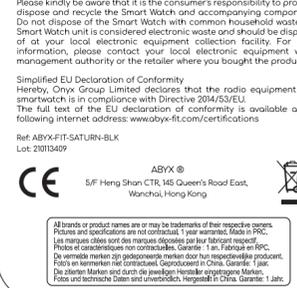 Please kindly be aware that it is the consumer's responsibility to pro
dispose and recycle the Smart Watch and accompanying compor
Do not dispose of the Smart Watch with common household wast
Smart Watch unit is considered electronic waste and should be disp
of at your local electronic equipment collection facility. For
information, please contact your local electronic equipment v
management authority or the retailer where you bought the produ
Simplified EU Declaration of Conformity
Hereby, Onyx Group Limited declares that the radio equipment
smartwatch is in compliance with Directive 2014/53/EU.
The full text of the EU declaration of conformity is available a
following internet address: www.abyx-fit.com/certifications
Ref: ABYX-FIT-SATURN-BLK
Lot: 210113409
CE
ABYX ®
5/F Heng Shan CTR, 145 Queen's Road East,
Wanchai, Hong Kong
All brands or product names are or may be trademarks of their respective owners.
Pictures and specifications are not contractual. 1 year warranted, Made in PRC,
Les marques citées sont des marques déposées par leur fabricant respectif,
Photos et caractéristiques non contractuelles. Garantie : 1 an. Fabriqué en RPC,
De vermelde merken zijn gedeponeerde merken door hun respectievelijke producent,
Foto's en kenmerken niet contractueel. Geproduceerd in China. Garantie: 1 jaar.
Die zitierten Marken sind durch die jeweiligen Hersteller eingetragene Marken,
Fotos und technische Daten sind unverbindlich. Hergestellt in China. Garantie: 1 Jahr.